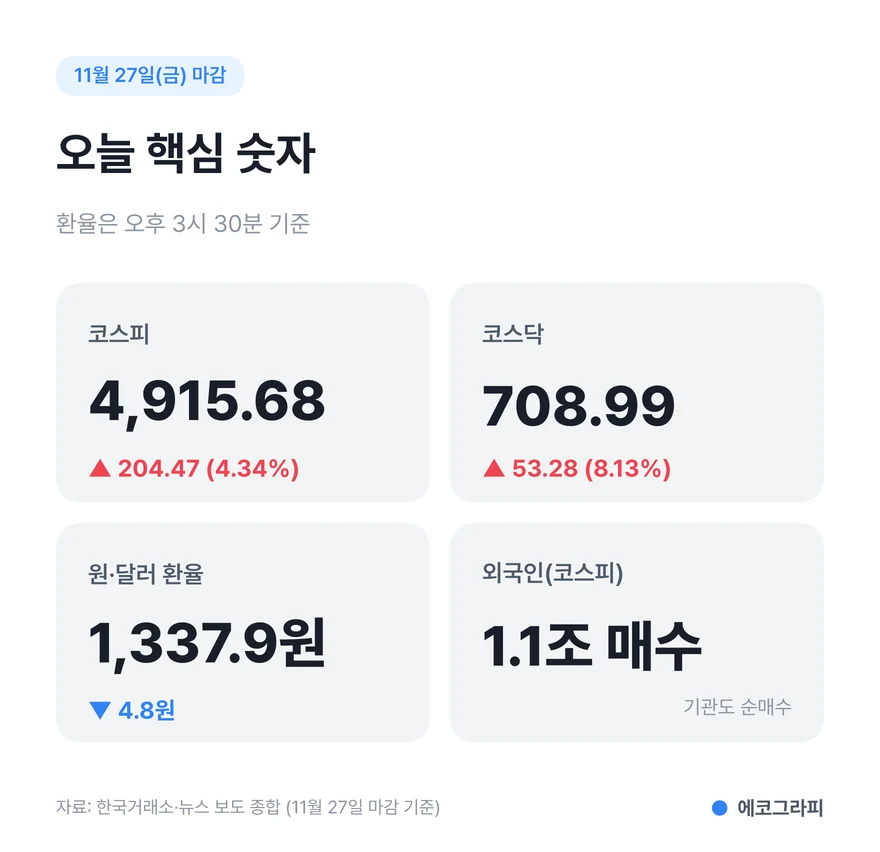 11월 27일(금) 마감
오늘 핵심 숫자
환율은 오후 3시 30분 기준
코스피
4,915.68
▲ 204.47 (4.34%)
코스닥
708.99
▲ 53.28 (8.13%)
원·달러 환율
1,337.9원
▼ 4.8원
외국인(코스피)
1.1조 매수
기관도 순매수
자료: 한국거래소·뉴스 보도 종합 (11월 27일 마감 기준)
에코그라피